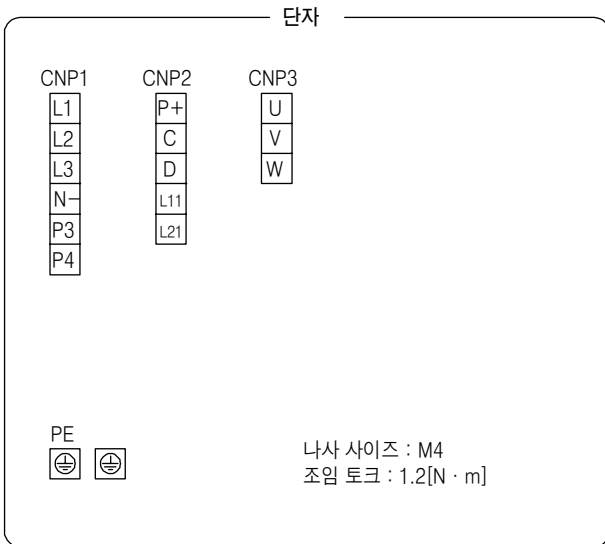 단자
CNP1 CNP2 CNP3
L1 P+ U
L2 C V
L3 D W
N- L11
P3 L21
P4
PE
나사 사이즈 : M4
조임 토크 : 1.2[N · m]